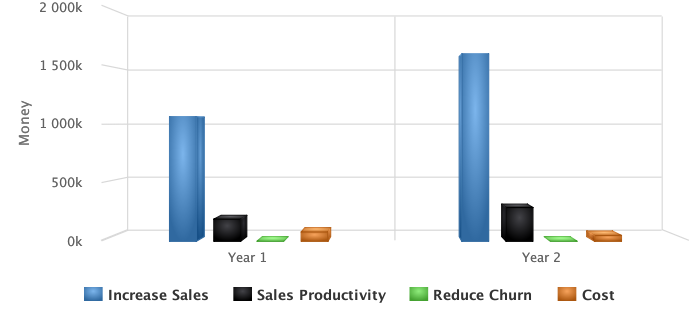 2 000k
1 500k
1 000k
500k
0k
Money
Year 1
Year 2
Increase Sales
Sales Productivity
Reduce Churn
Cost